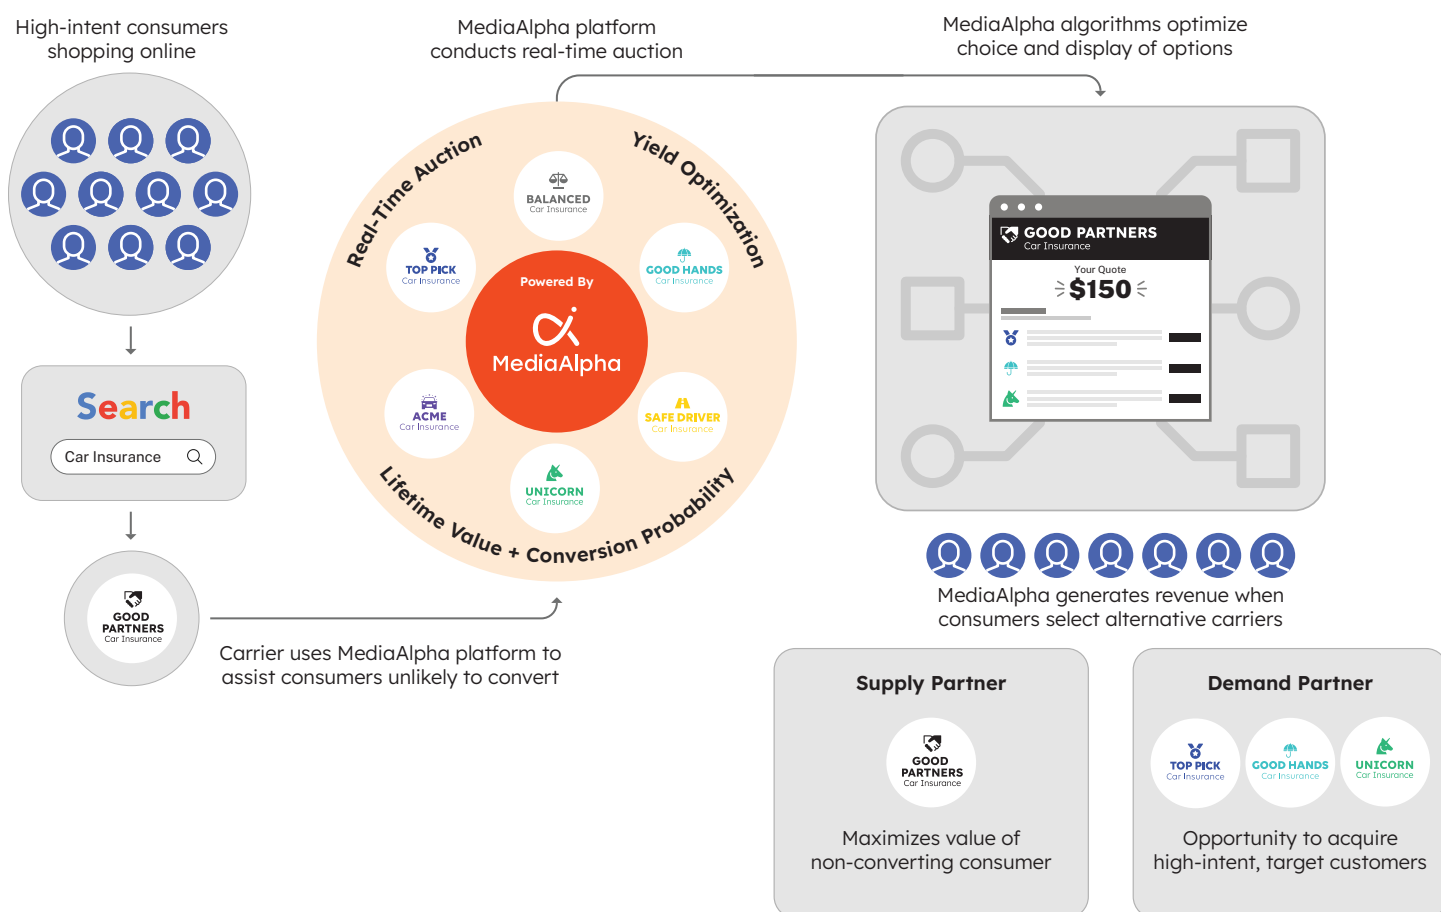 High-intent consumers
shopping online
Search
Car Insurance
GOOD
PARTNERS
Car Insurance
Carrier uses MediaAlpha platform to
assist consumers unlikely to convert
MediaAlpha platform
conducts real-time auction
Real-Time Auction
Yield Optimization
Lifetime Value + Conversion Probability
BALANCED
Car Insurance
TOP PICK
Car Insurance
GOOD HANDS
Car Insurance
Powered By
MediaAlpha
ACME
Car Insurance
SAFE DRIVER
Car Insurance
UNICORN
Car Insurance
MediaAlpha algorithms optimize
choice and display of options
GOOD PARTNERS
Car Insurance
Your Quote
$150
MediaAlpha generates revenue when
consumers select alternative carriers
Supply Partner
GOOD
PARTNERS
Car Insurance
Maximizes value of
non-converting consumer
Demand Partner
TOP PICK
Car Insurance
GOOD HANDS
Car Insurance
UNICORN
Car Insurance
Opportunity to acquire
high-intent, target customers